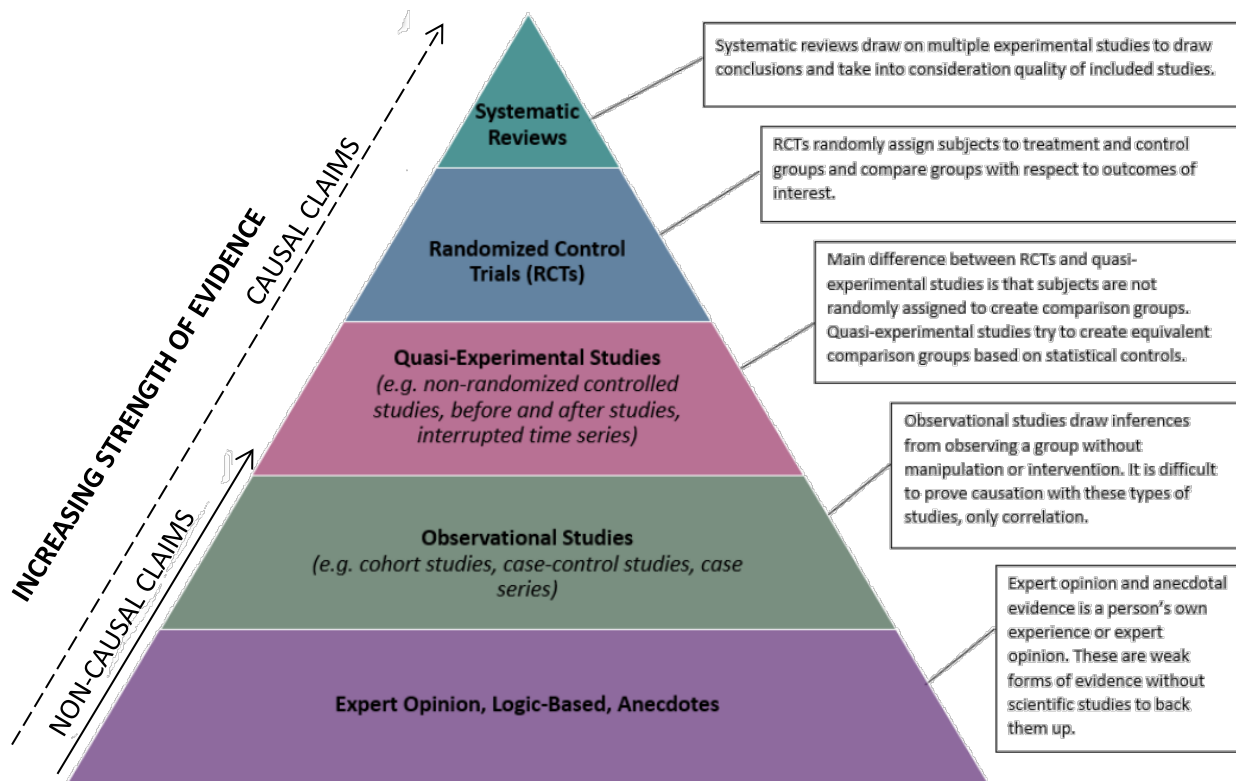 INCREASING STRENGTH OF EVIDENCE
CAUSAL CLAIMS
NON-CAUSAL CLAIMS
Systematic
Reviews
Systematic reviews draw on multiple experimental studies to draw
conclusions and take into consideration quality of included studies.
Randomized Control
Trials (RCTs)
RCTs randomly assign subjects to treatment and control
groups and compare groups with respect to outcomes of
interest.
Quasi-Experimental Studies
(e.g. non-randomized controlled
studies, before and after studies,
interrupted time series)
Main difference between RCTs and quasi-
experimental studies is that subjects are not
randomly assigned to create comparison groups.
Quasi-experimental studies try to create equivalent
comparison groups based on statistical controls.
Observational Studies
(e.g. cohort studies, case-control studies, case
series)
Observational studies draw inferences
from observing a group without
manipulation or intervention. It is difficult
to prove causation with these types of
studies, only correlation.
Expert Opinion, Logic-Based, Anecdotes
Expert opinion and anecdotal
evidence is a person's own
experience or expert
opinion. These are weak
forms of evidence without
scientific studies to back
them up.